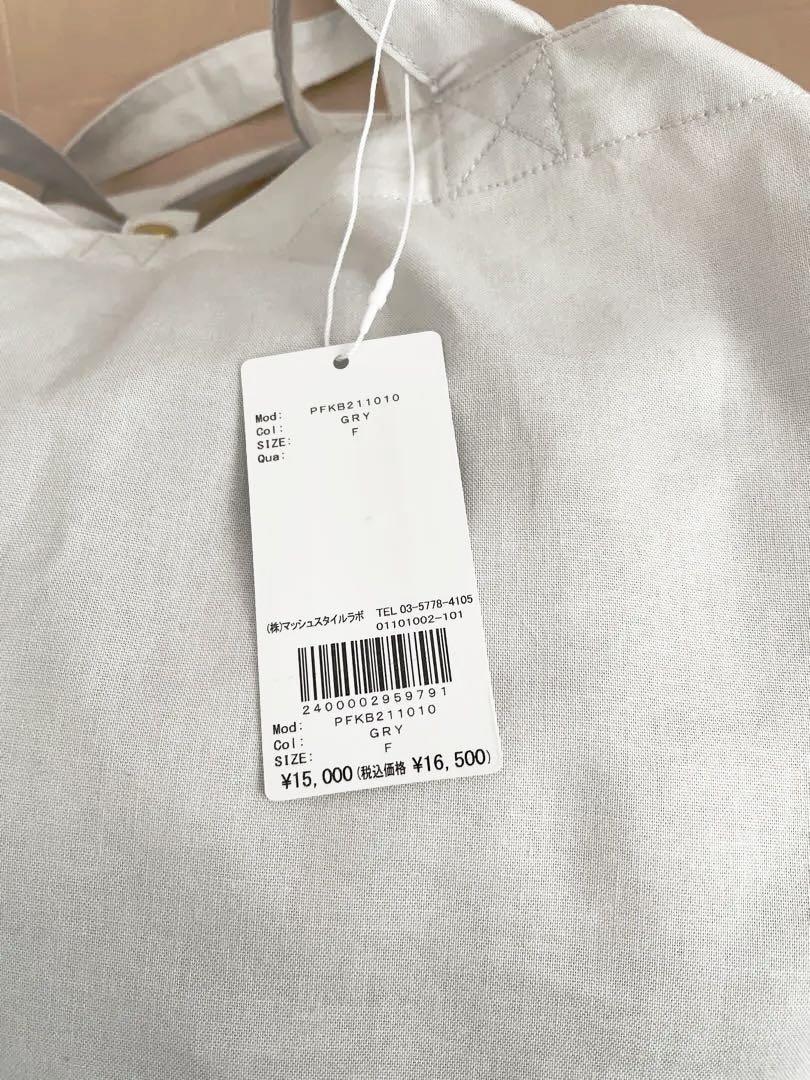 Mod: PFKB211010
Col: GRY
SIZE: F
Qua:
(株)マッシュスタイルラボ TEL 03-5778-4105
01101002-101
2400002959791
Mod: PFKB211010
Col: GRY
SIZE: F
¥15,000(税込価格 ¥16,500)